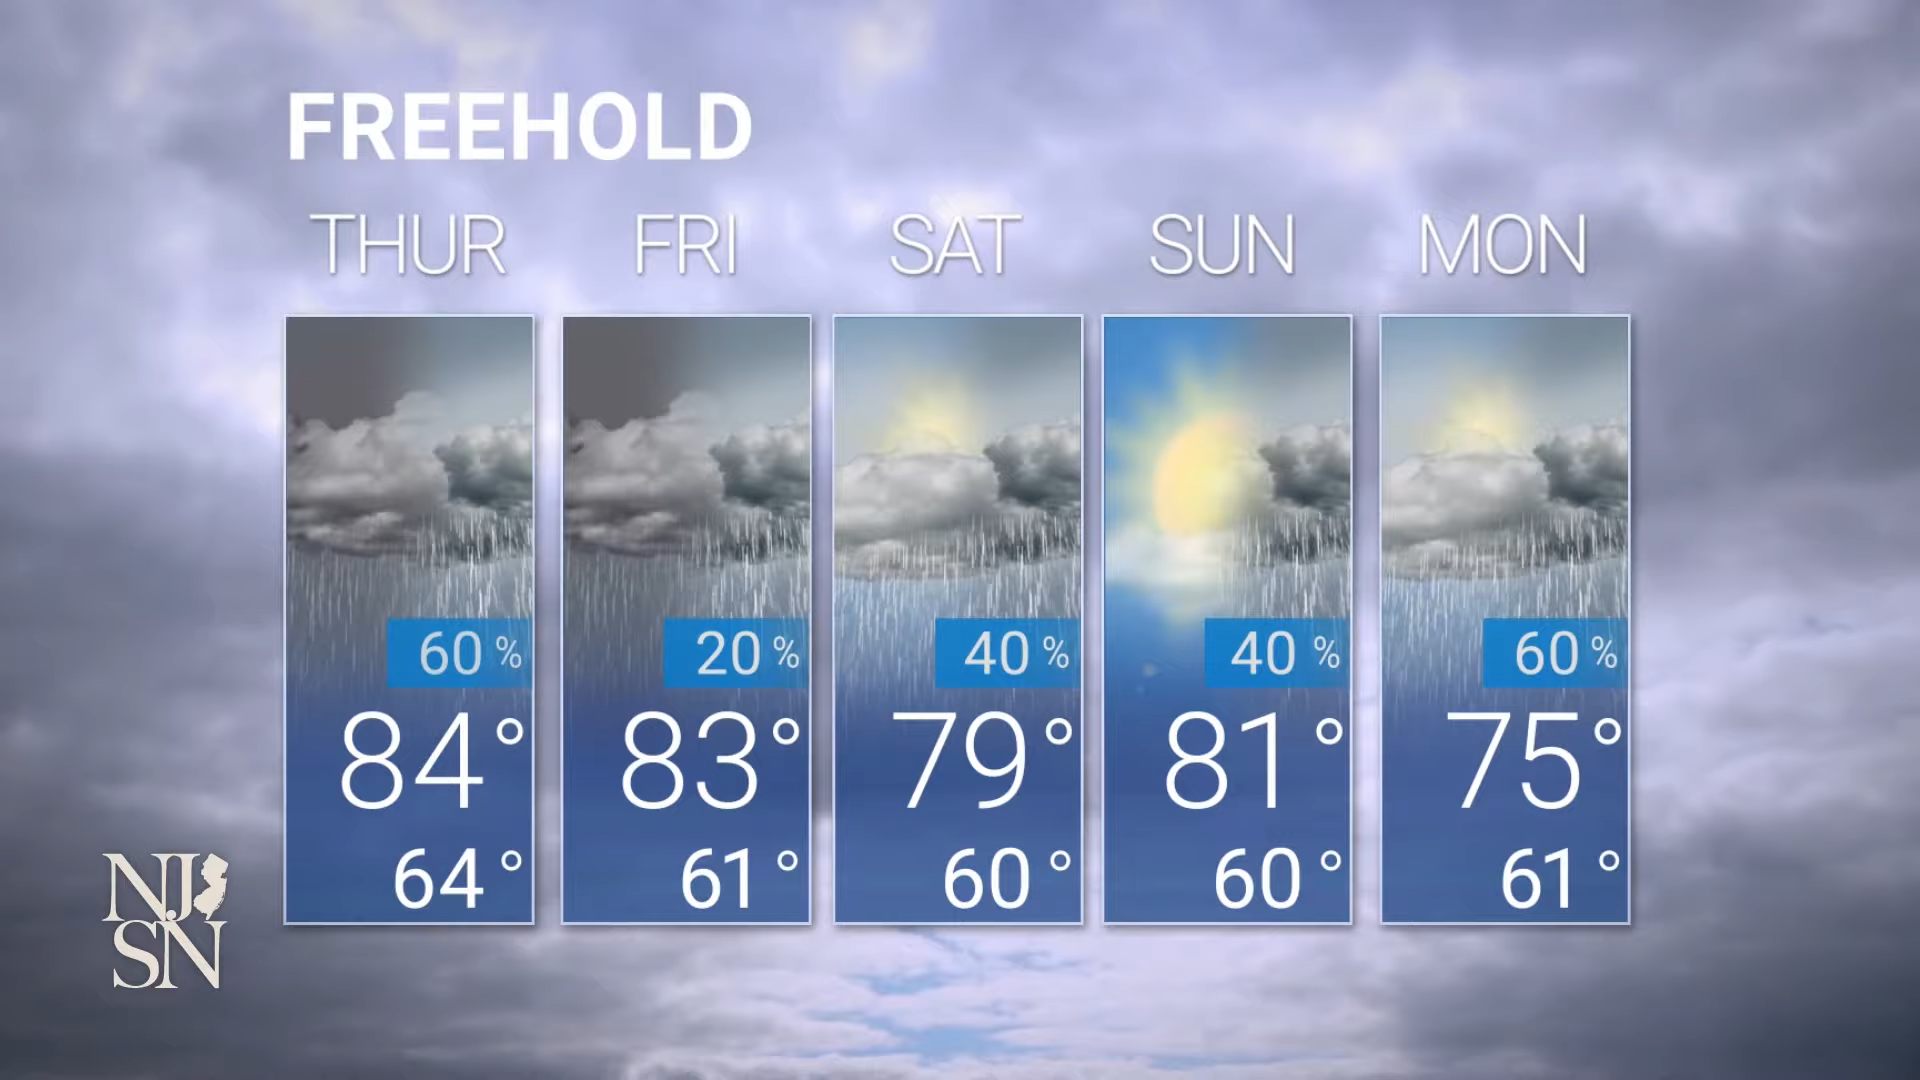 FREEHOLD
THUR FRI SAT SUN MON
60% 20% 40% 40% 60%
84° 83° 79° 81° 75°
64° 61° 60° 60° 61°
NJ
SN